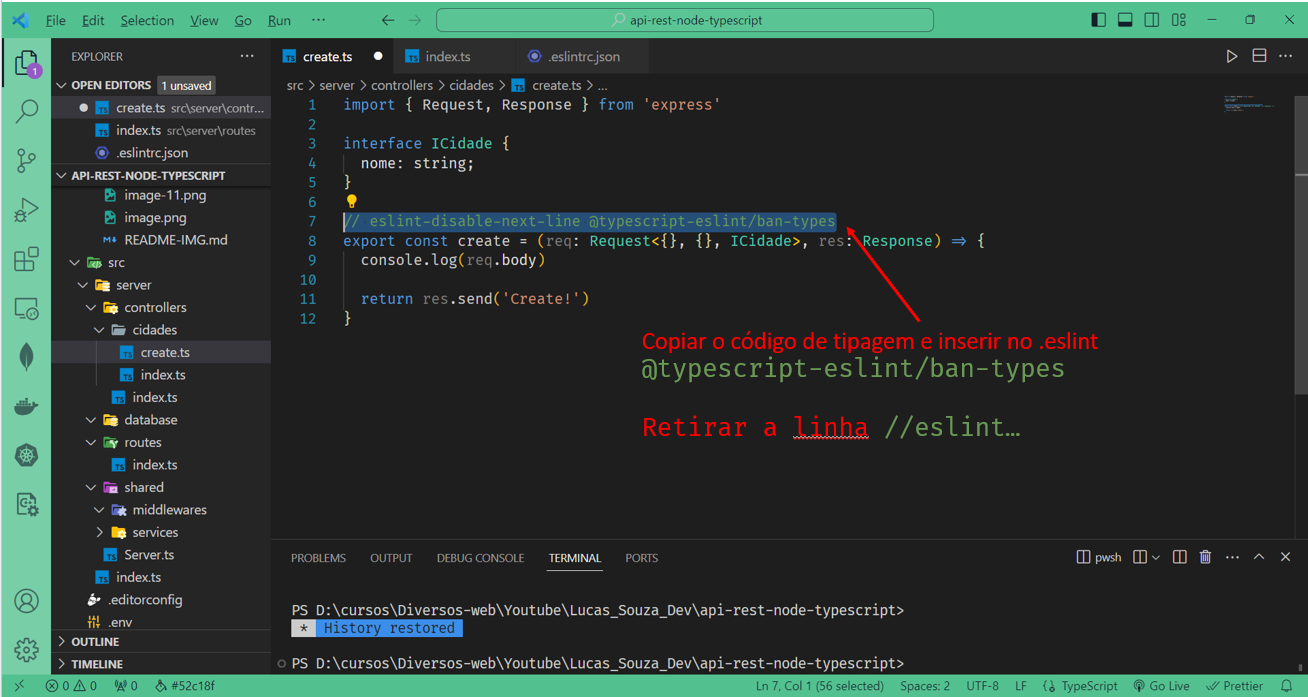 File Edit Selection View Go Run ··· api-rest-node-typescript
EXPLORER ···
OPEN EDITORS 1 unsaved
create.ts src\server\contr...
index.ts src\server\routes
.eslintrc.json
API-REST-NODE-TYPESCRIPT
image-11.png
image.png
README-IMG.md
src
server
controllers
cidades
create.ts
index.ts
index.ts
database
routes
index.ts
shared
middlewares
services
Server.ts
index.ts
.editorconfig
.env
OUTLINE
TIMELINE
create.ts index.ts .eslintrc.json
src > server > controllers > cidades > create.ts > ...
1 import { Request, Response } from 'express'
2
3 interface ICidade {
4 nome: string;
5 }
6
7 // eslint-disable-next-line @typescript-eslint/ban-types
8 export const create = (req: Request<{}, {}, ICidade>, res: Response) => {
9 console.log(req.body)
10
11 return res.send('Create!')
12 }
Copiar o código de tipagem e inserir no .eslint
@typescript-eslint/ban-types
Retirar a linha //eslint…
PROBLEMS OUTPUT DEBUG CONSOLE TERMINAL PORTS pwsh
PS D:\cursos\Diversos-web\Youtube\Lucas_Souza_Dev\api-rest-node-typescript>
* History restored
PS D:\cursos\Diversos-web\Youtube\Lucas_Souza_Dev\api-rest-node-typescript>
0 0 0 #52c18f Ln 7, Col 1 (56 selected) Spaces: 2 UTF-8 LF TypeScript Go Live Prettier